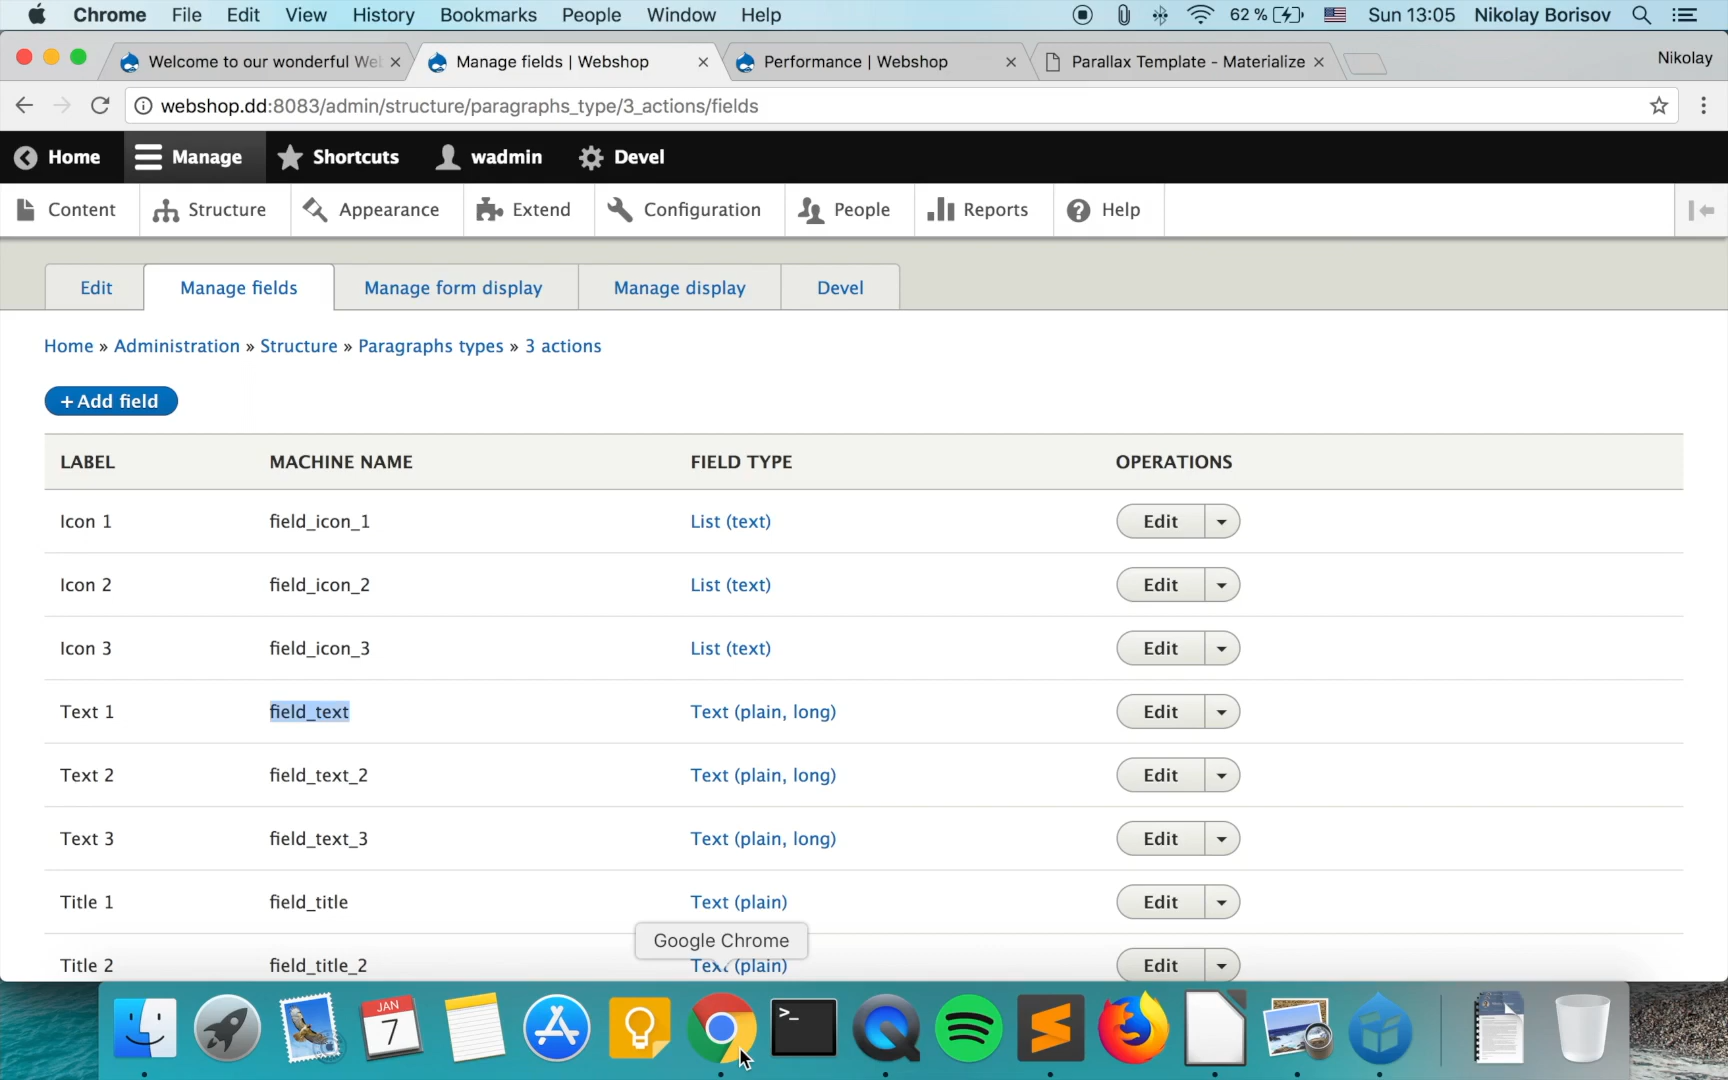 Chrome File Edit View History Bookmarks People Window Help 62 % Sun 13:05 Nikolay Borisov
Welcome to our wonderful We × Manage fields | Webshop × Performance | Webshop × Parallax Template - Materialize × Nikolay
webshop.dd:8083/admin/structure/paragraphs_type/3_actions/fields
Home Manage Shortcuts wadmin Devel
Content Structure Appearance Extend Configuration People Reports Help
Edit Manage fields Manage form display Manage display Devel
Home » Administration » Structure » Paragraphs types » 3 actions
+ Add field
LABEL MACHINE NAME FIELD TYPE OPERATIONS
Icon 1 field_icon_1 List (text) Edit
Icon 2 field_icon_2 List (text) Edit
Icon 3 field_icon_3 List (text) Edit
Text 1 field_text Text (plain, long) Edit
Text 2 field_text_2 Text (plain, long) Edit
Text 3 field_text_3 Text (plain, long) Edit
Title 1 field_title Text (plain) Edit
Google Chrome
Title 2 field_title_2 Text (plain) Edit
JAN
7